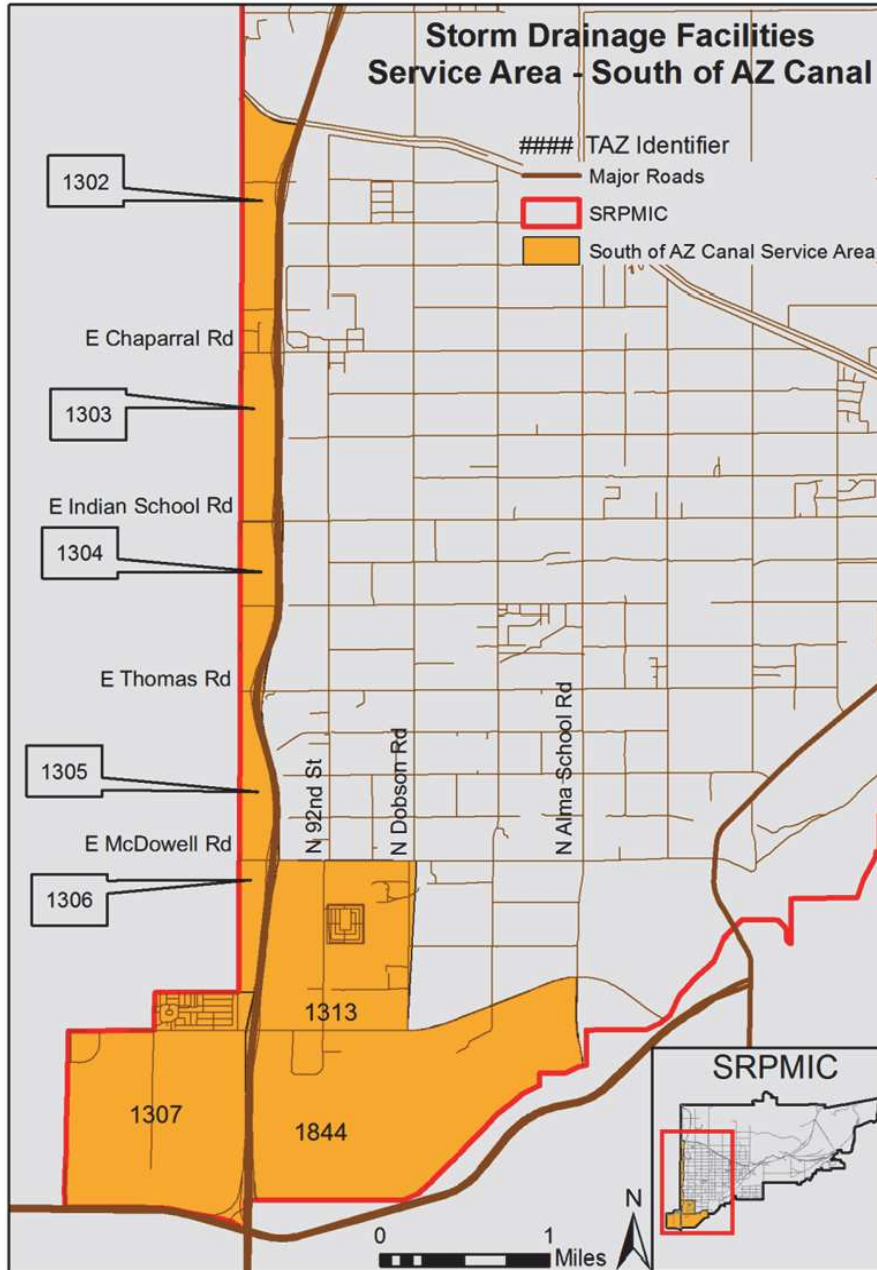 Storm Drainage Facilities
Service Area - South of AZ Canal
#### TAZ Identifier
Major Roads
SRPMIC
South of AZ Canal Service Area
1302
E Chaparral Rd
1303
E Indian School Rd
1304
E Thomas Rd
1305
N 92nd St
N Dobson Rd
N Alma-School Rd
E McDowell Rd
1306
1313
1307
1844
SRPMIC
N
0 1
Miles